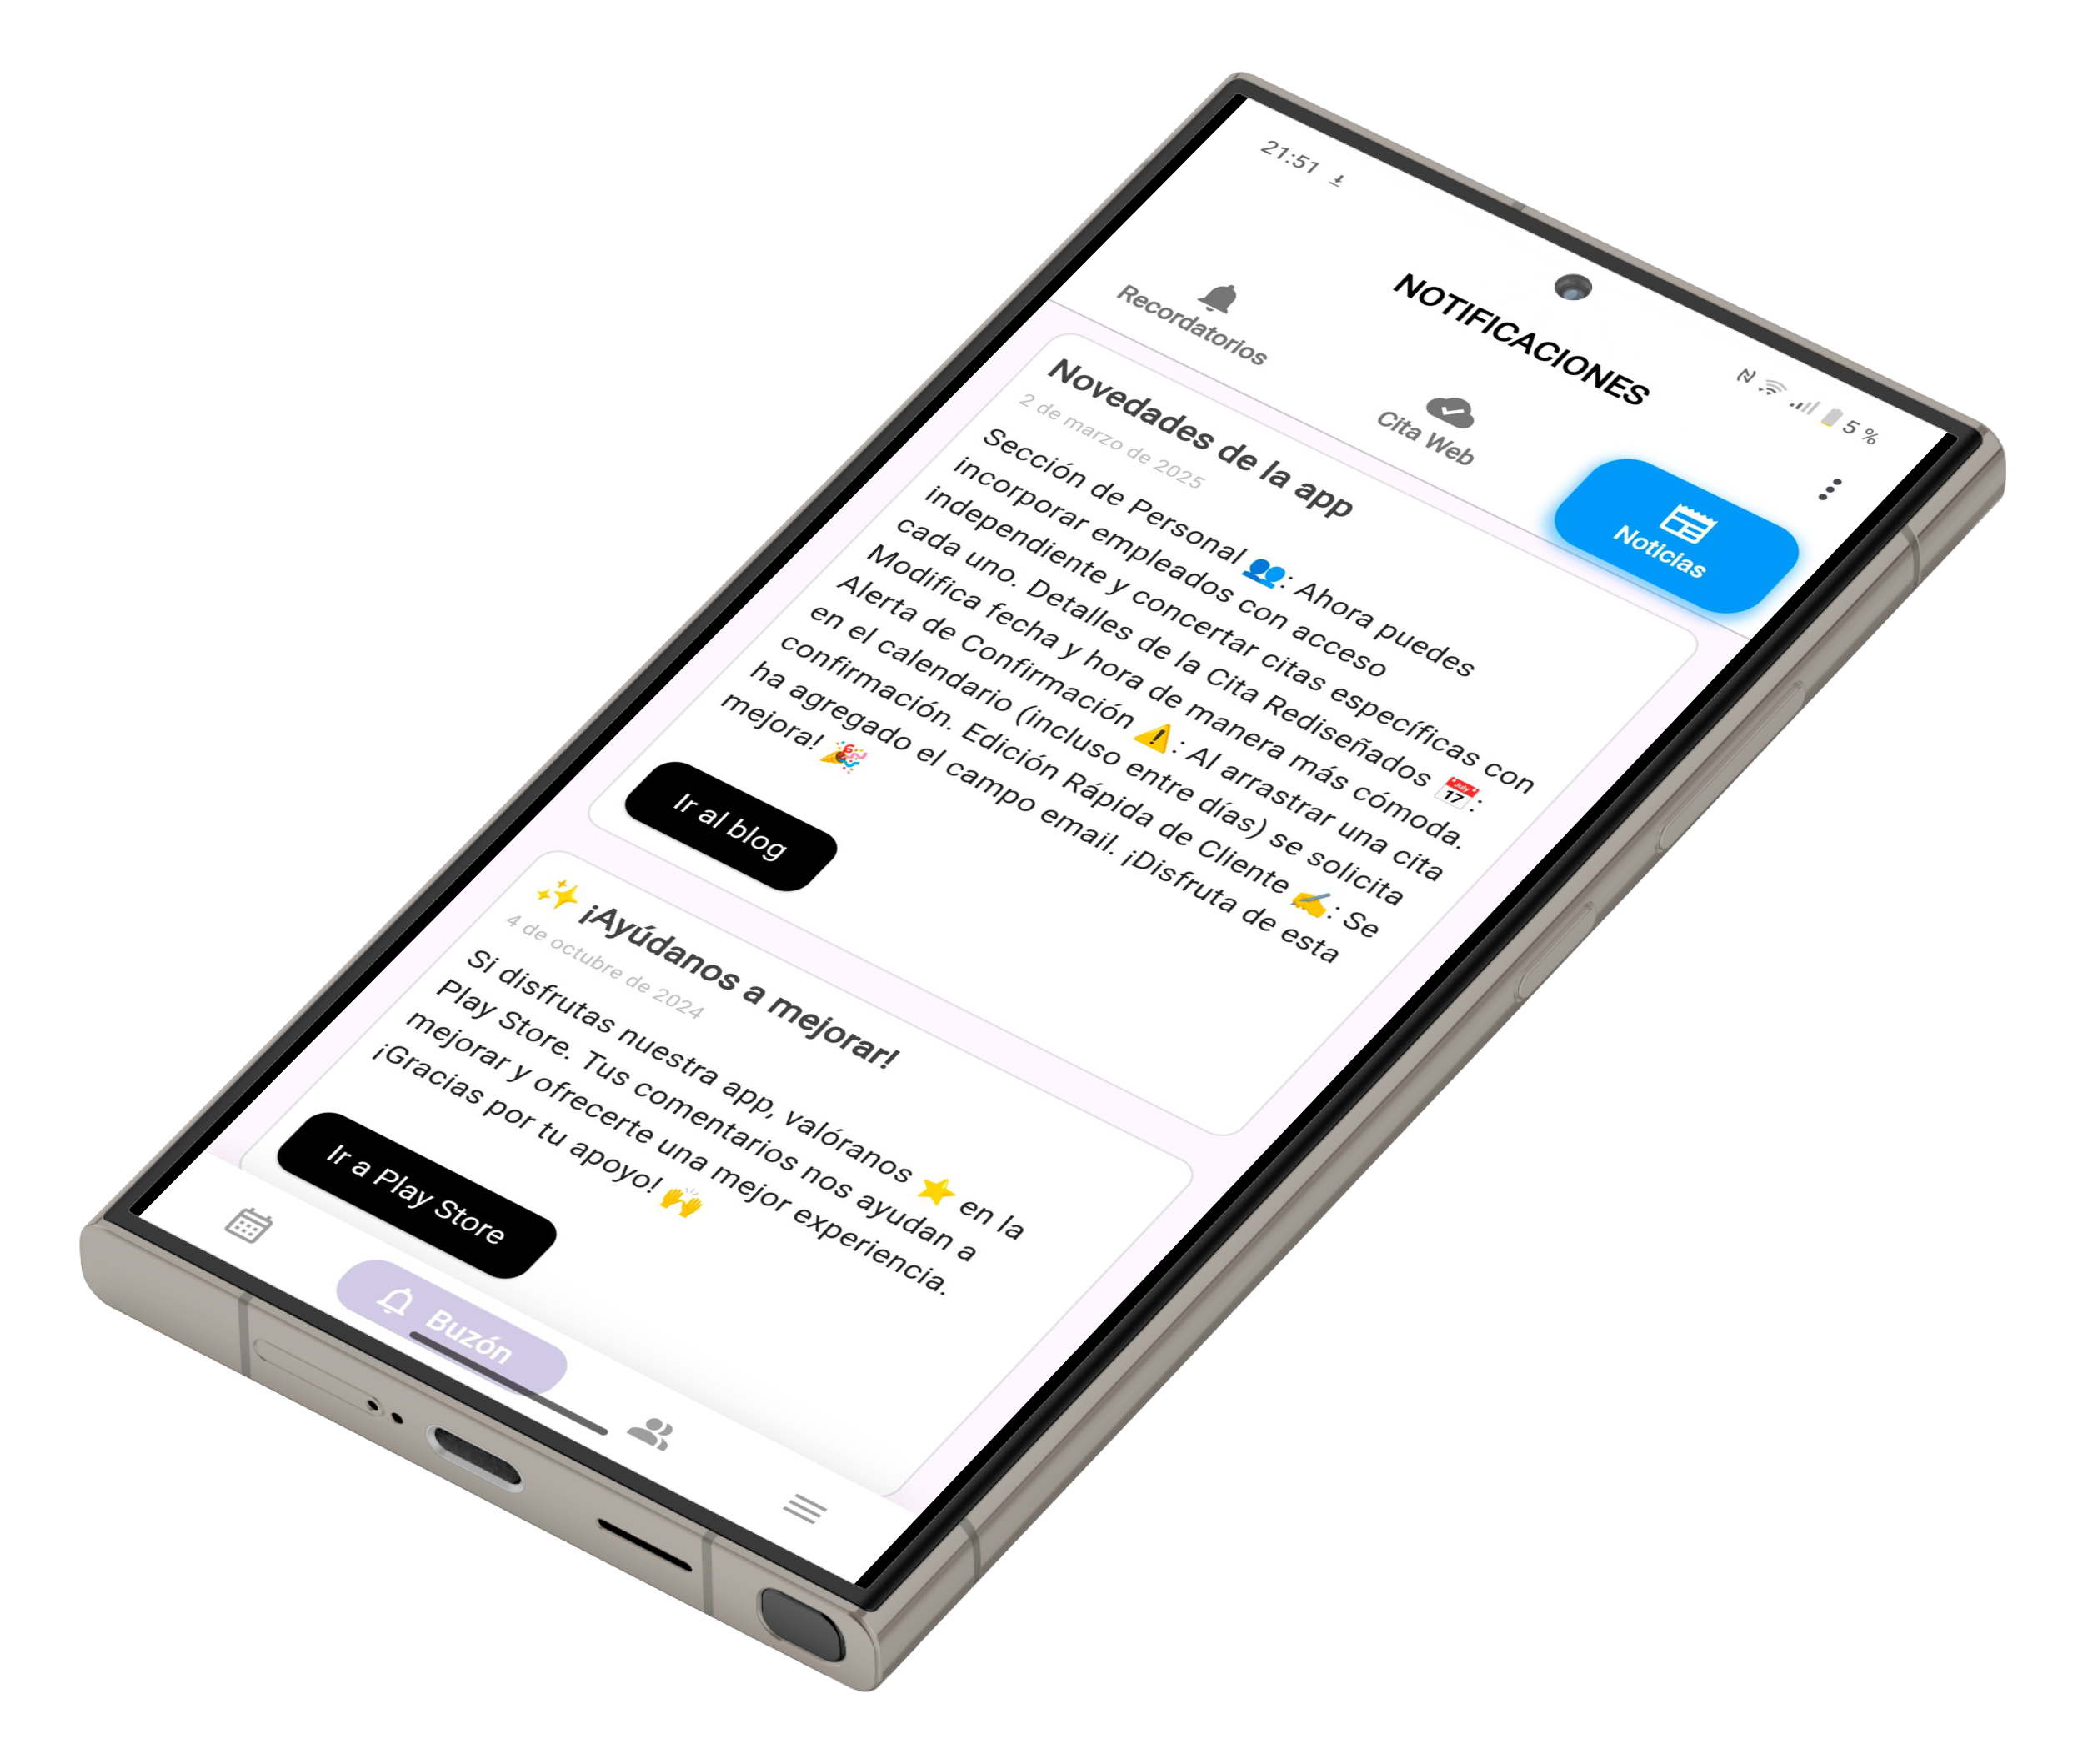 21:51
5 %
NOTIFICACIONES
Recordatorios
Cita Web
Noticias
Novedades de la app
2 de marzo de 2025
Sección de Personal 👥: Ahora puedes
incorporar empleados con acceso
independiente y concertar citas específicas con
cada uno. Detalles de la Cita Rediseñados 📅:
Modifica fecha y hora de manera más cómoda.
Alerta de Confirmación ⚠️: Al arrastrar una cita
en el calendario (incluso entre días) se solicita
confirmación. Edición Rápida de Cliente ✍️: Se
ha agregado el campo email. ¡Disfruta de esta
mejora! 🎉
Ir al blog
✨ ¡Ayúdanos a mejorar!
4 de octubre de 2024
Si disfrutas nuestra app, valóranos ⭐ en la
Play Store. Tus comentarios nos ayudan a
mejorar y ofrecerte una mejor experiencia.
¡Gracias por tu apoyo! 🙌
Ir a Play Store
Buzón